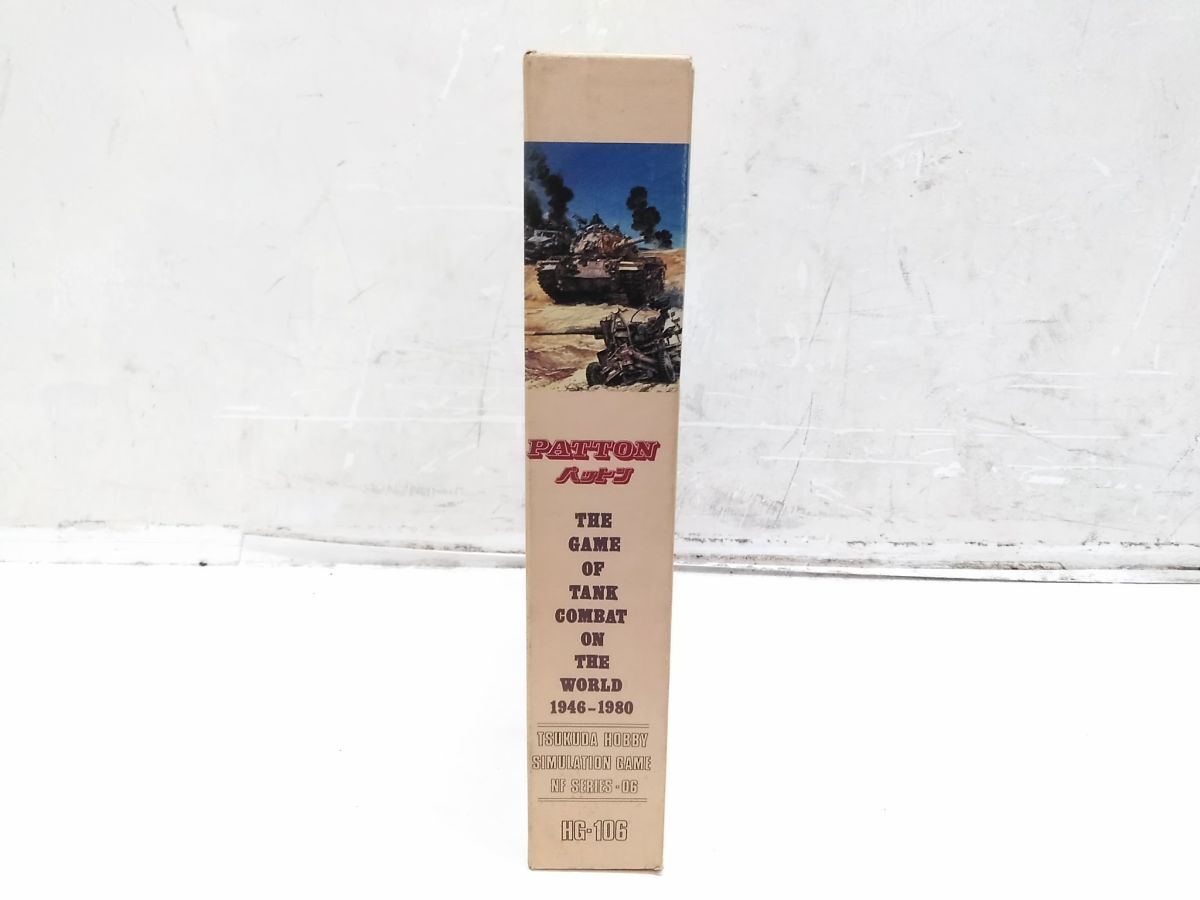 PATTON
パットン
THE
GAME
OF
TANK
COMBAT
ON
THE
WORLD
1946-1980
TSUKUDA HOBBY
SIMULATION GAME
NF SERIES·06
HG-106